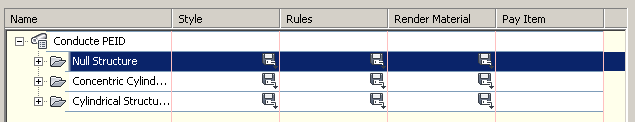 Name Style Rules Render Material Pay Item
Conducte PEID
Null Structure
Concentric Cylind...
Cylindrical Structu...